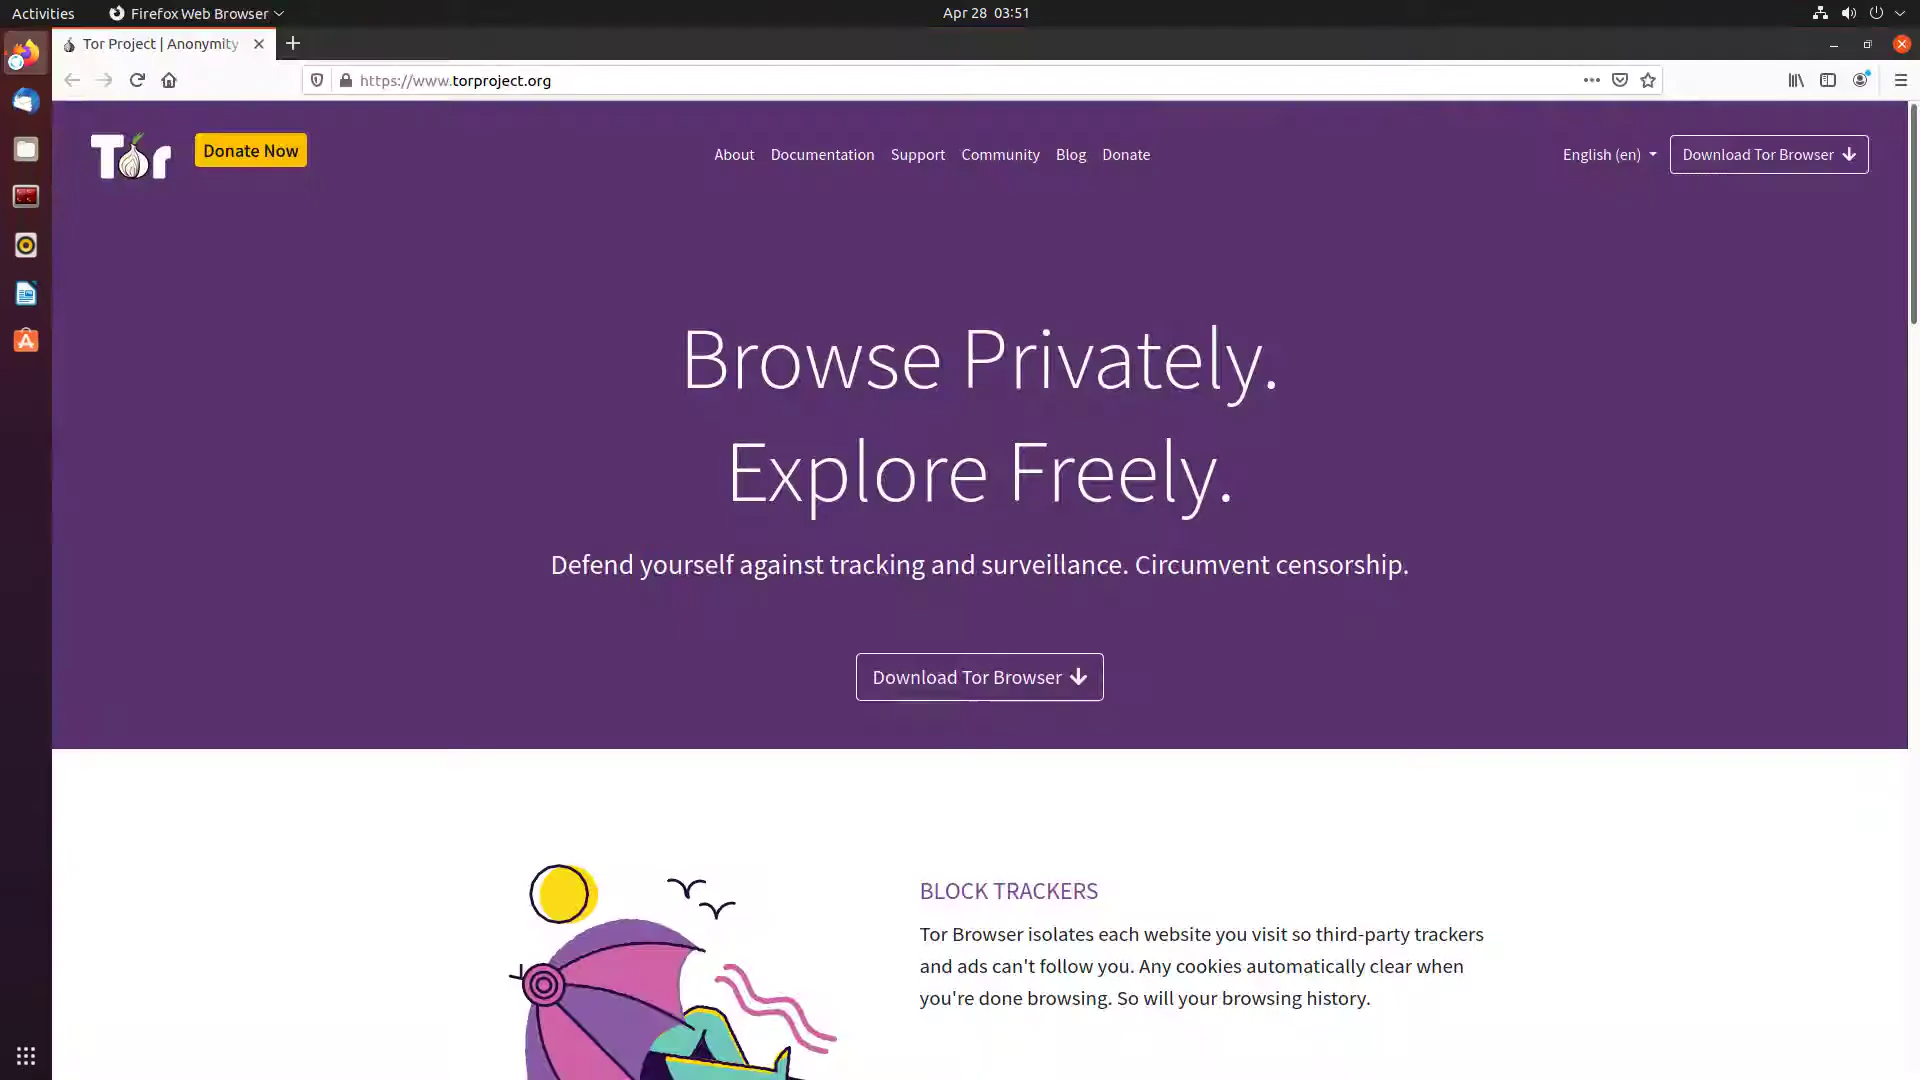 Activities
Firefox Web Browser
Apr 28 03:51
Tor Project | Anonymity
https://www.torproject.org
Tor
Donate Now
About
Documentation
Support
Community
Blog
Donate
English (en)
Download Tor Browser
Browse Privately.
Explore Freely.
Defend yourself against tracking and surveillance. Circumvent censorship.
Download Tor Browser
BLOCK TRACKERS
Tor Browser isolates each website you visit so third-party trackers
and ads can't follow you. Any cookies automatically clear when
you're done browsing. So will your browsing history.